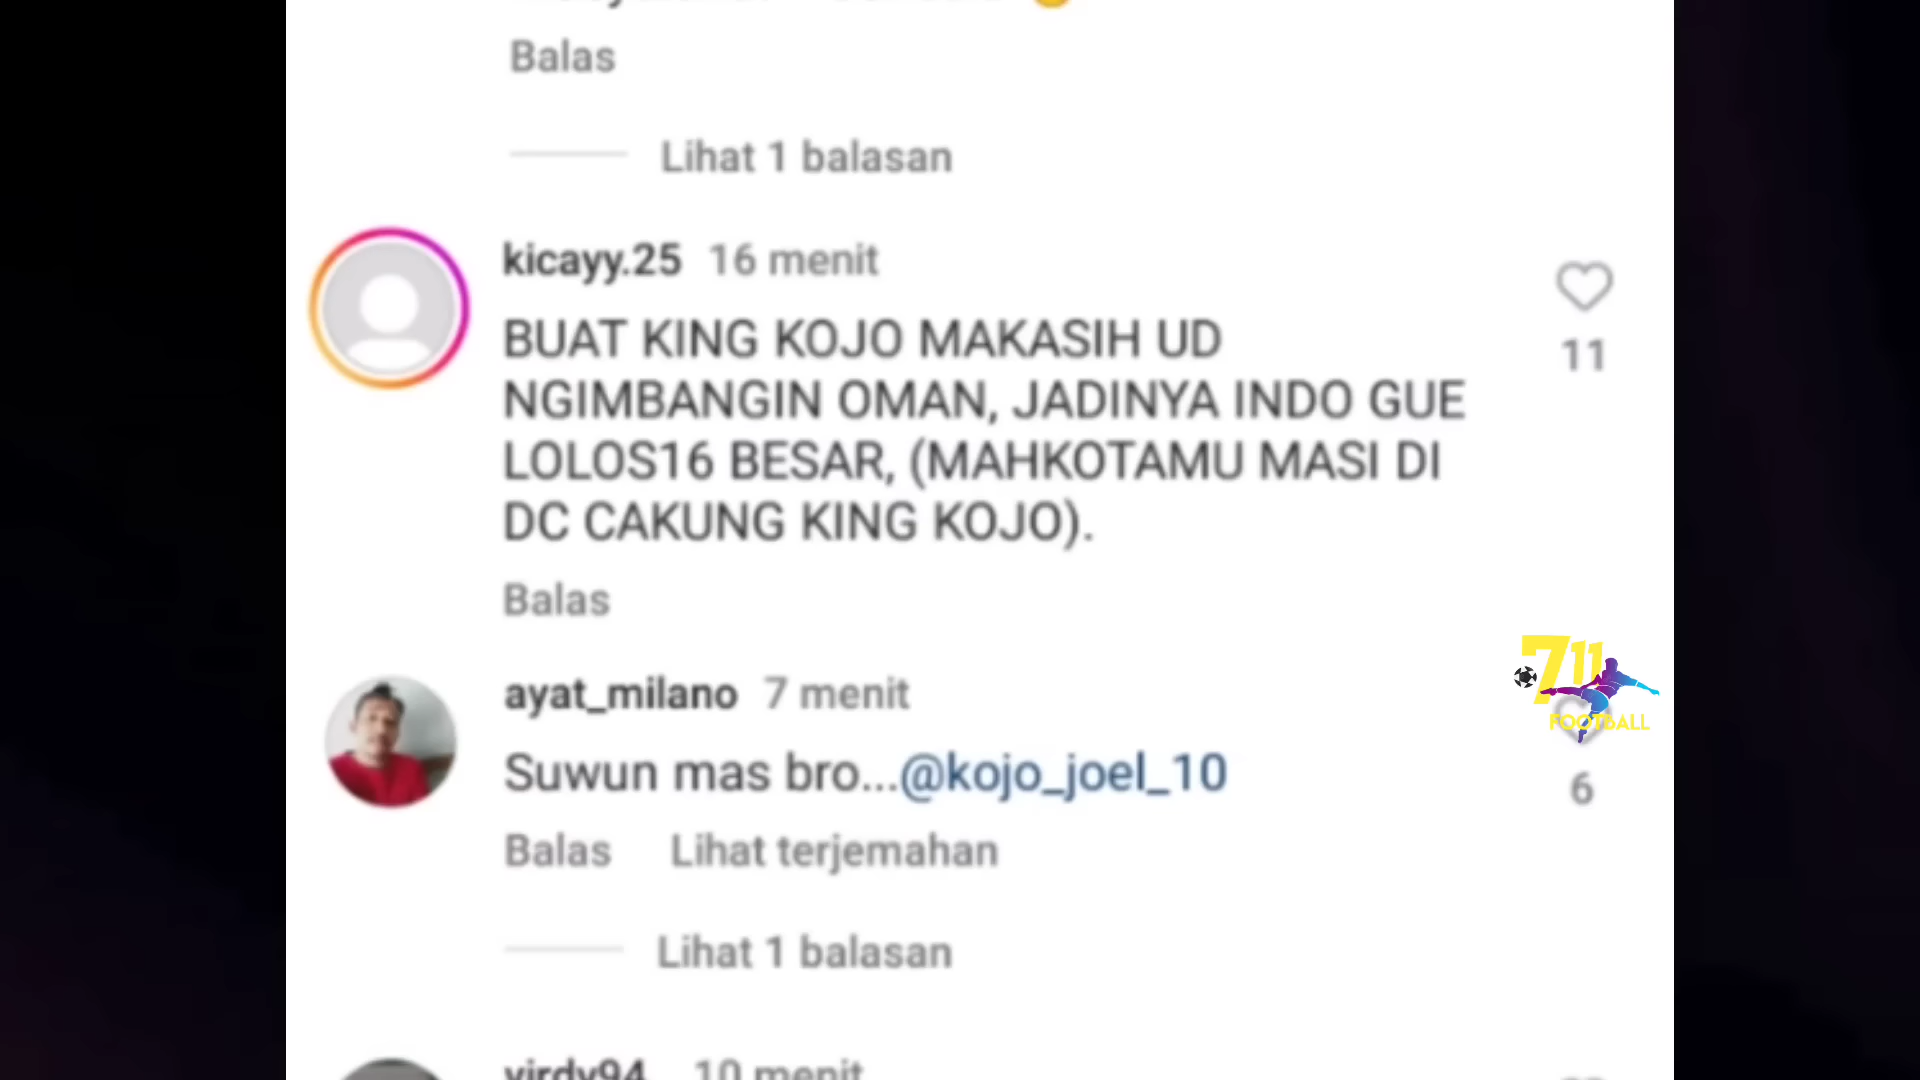 Balas
Lihat 1 balasan
kicayy.25 16 menit
BUAT KING KOJO MAKASIH UD
NGIMBANGIN OMAN, JADINYA INDO GUE
LOLOS16 BESAR, (MAHKOTAMU MASI DI
DC CAKUNG KING KOJO).
11
Balas
ayat_milano 7 menit
Suwun mas bro...@kojo_joel_10
6
Balas Lihat terjemahan
Lihat 1 balasan
711
FOOTBALL
virdy94 10 menit